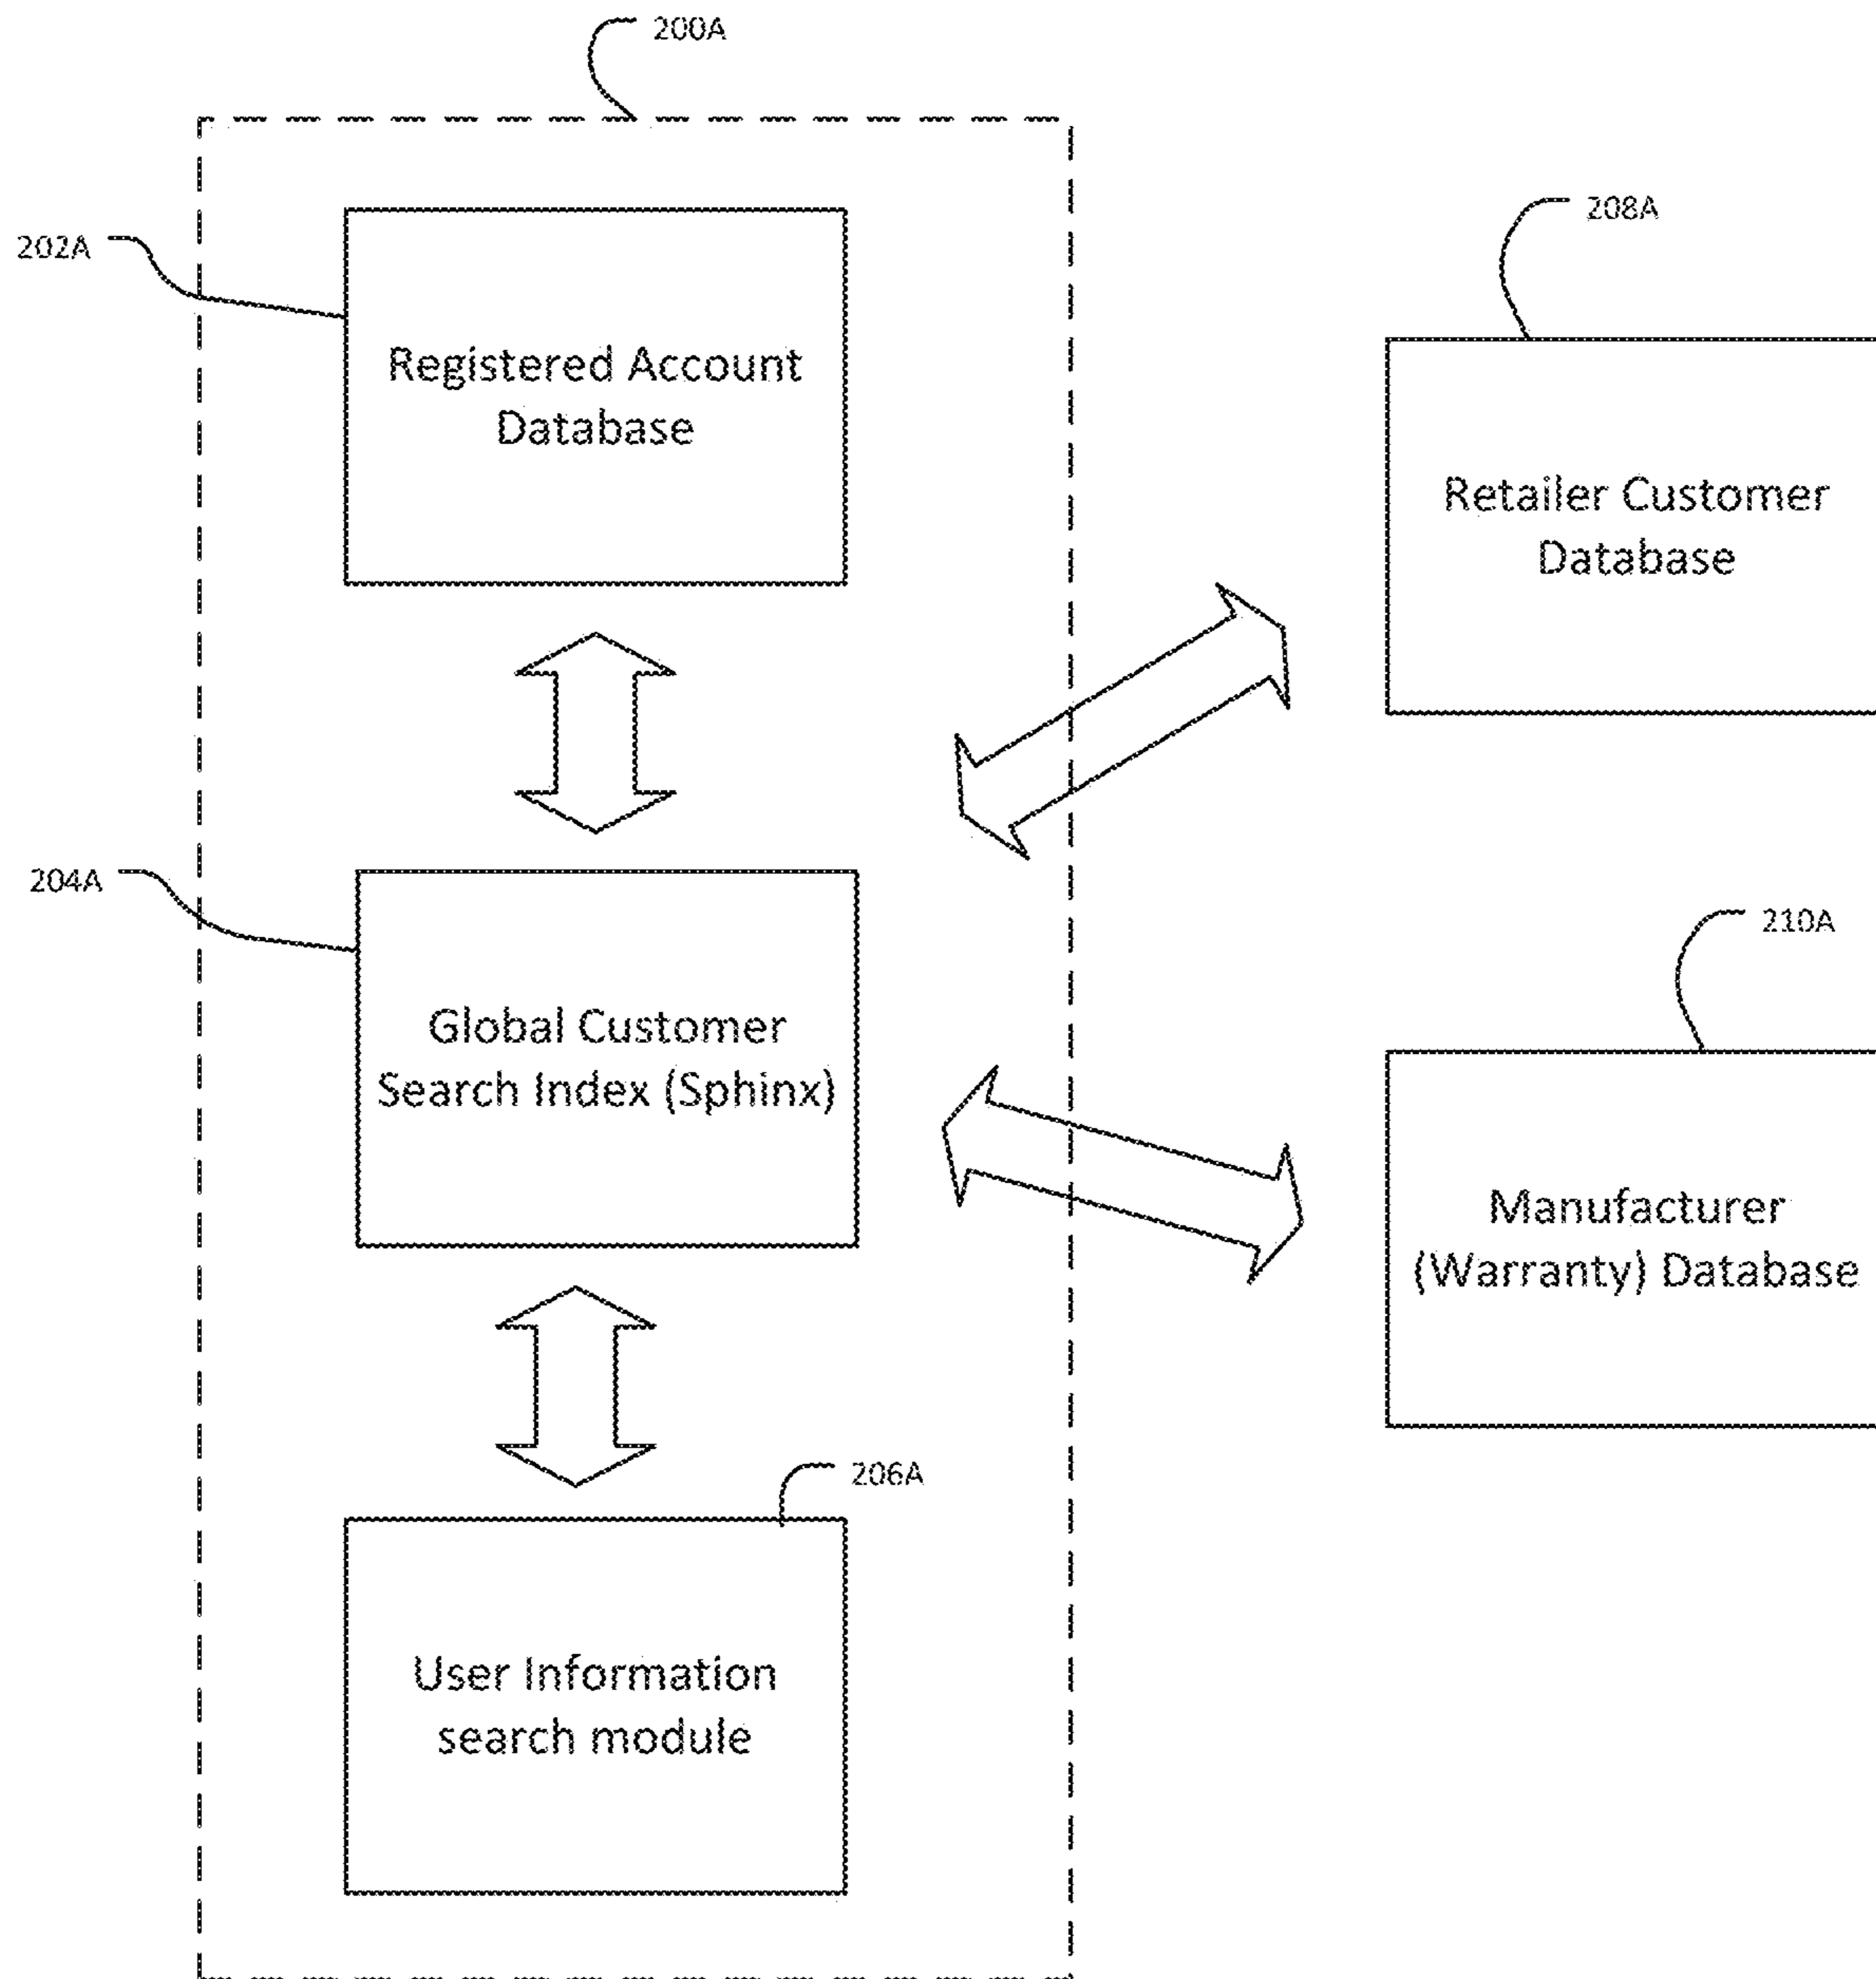 200A
202A
Registered Account
Database
208A
Retailer Customer
Database
204A
Global Customer
Search Index (Sphinx)
210A
Manufacturer
(Warranty) Database
206A
User Information
search module